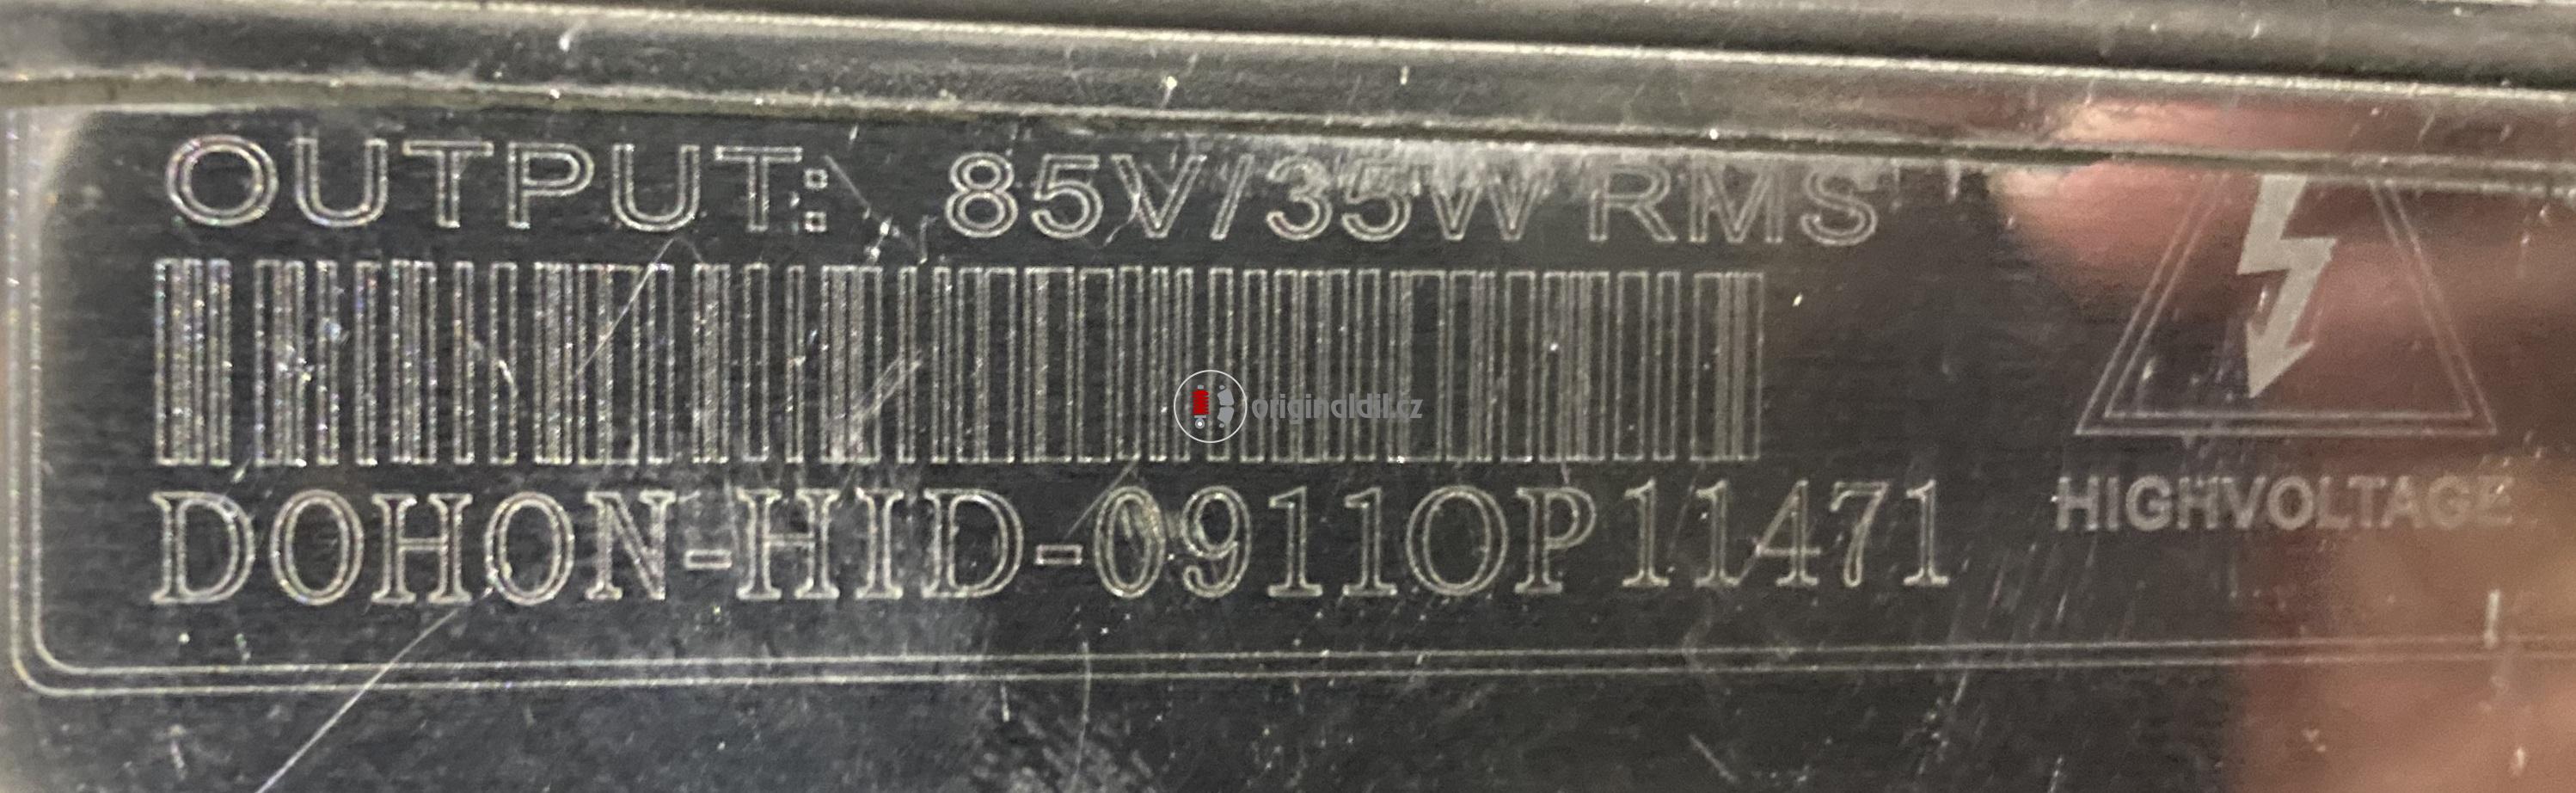 OUTPUT: 85V/35W RMS
DOHON-HID-0911OP11471
HIGHVOLTAGE
originaldil.cz